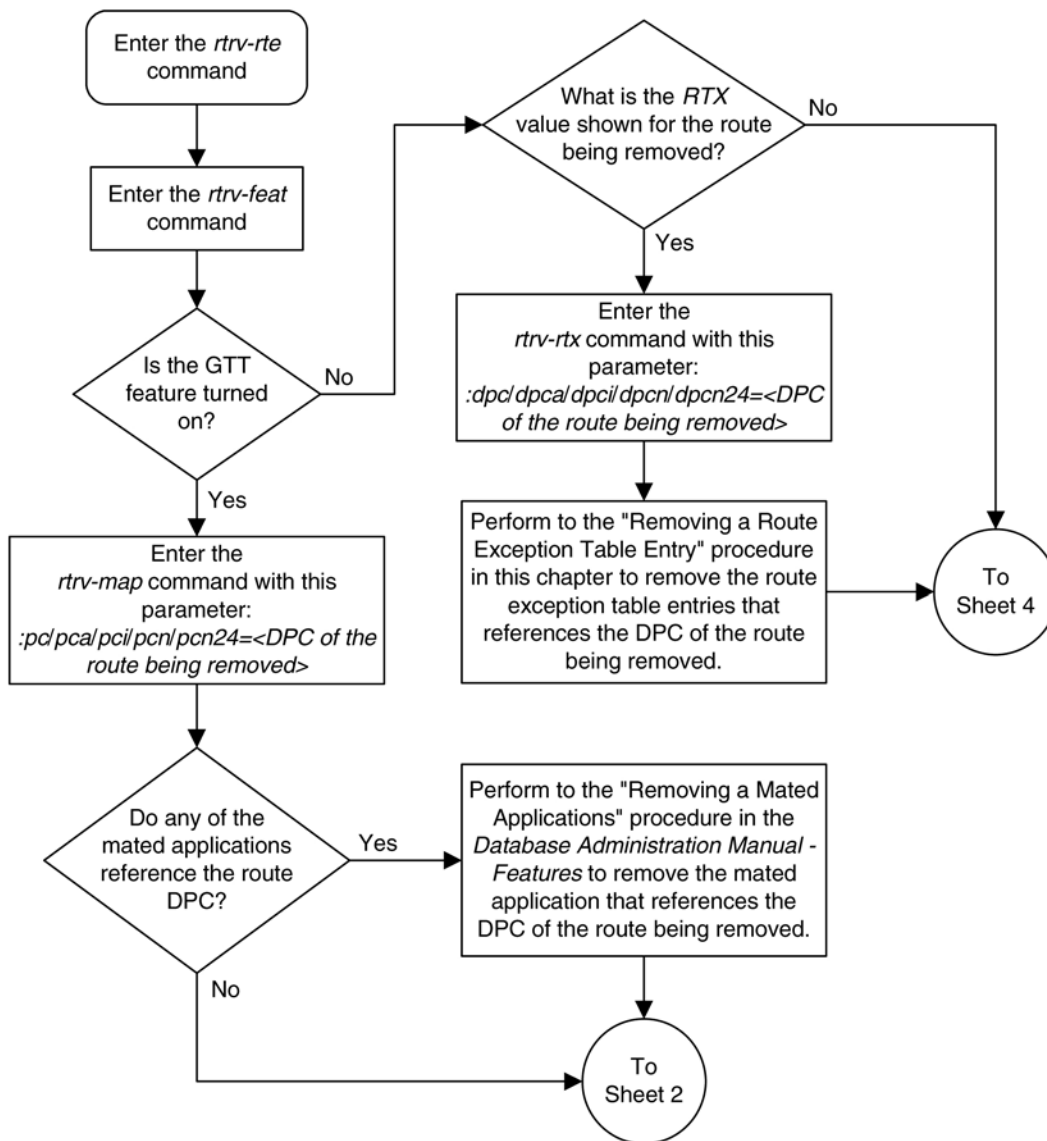 Enter the rtrv-rte
command
Enter the rtrv-feat
command
Is the GTT
feature turned
on?
No
Yes
Enter the
rtrv-map command with this
parameter:
:pc/pca/pci/pcn/pcn24=<DPC of the
route being removed>
Do any of the
mated applications
reference the route
DPC?
Yes
No
What is the RTX
value shown for the route
being removed?
No
Yes
Enter the
rtrv-rtx command with this
parameter:
:dpc/dpca/dpci/dpcn/dpcn24=<DPC
of the route being removed>
Perform to the "Removing a Route
Exception Table Entry" procedure
in this chapter to remove the route
exception table entries that
references the DPC of the route
being removed.
To
Sheet 4
Perform to the "Removing a Mated
Applications" procedure in the
Database Administration Manual -
Features to remove the mated
application that references the
DPC of the route being removed.
To
Sheet 2